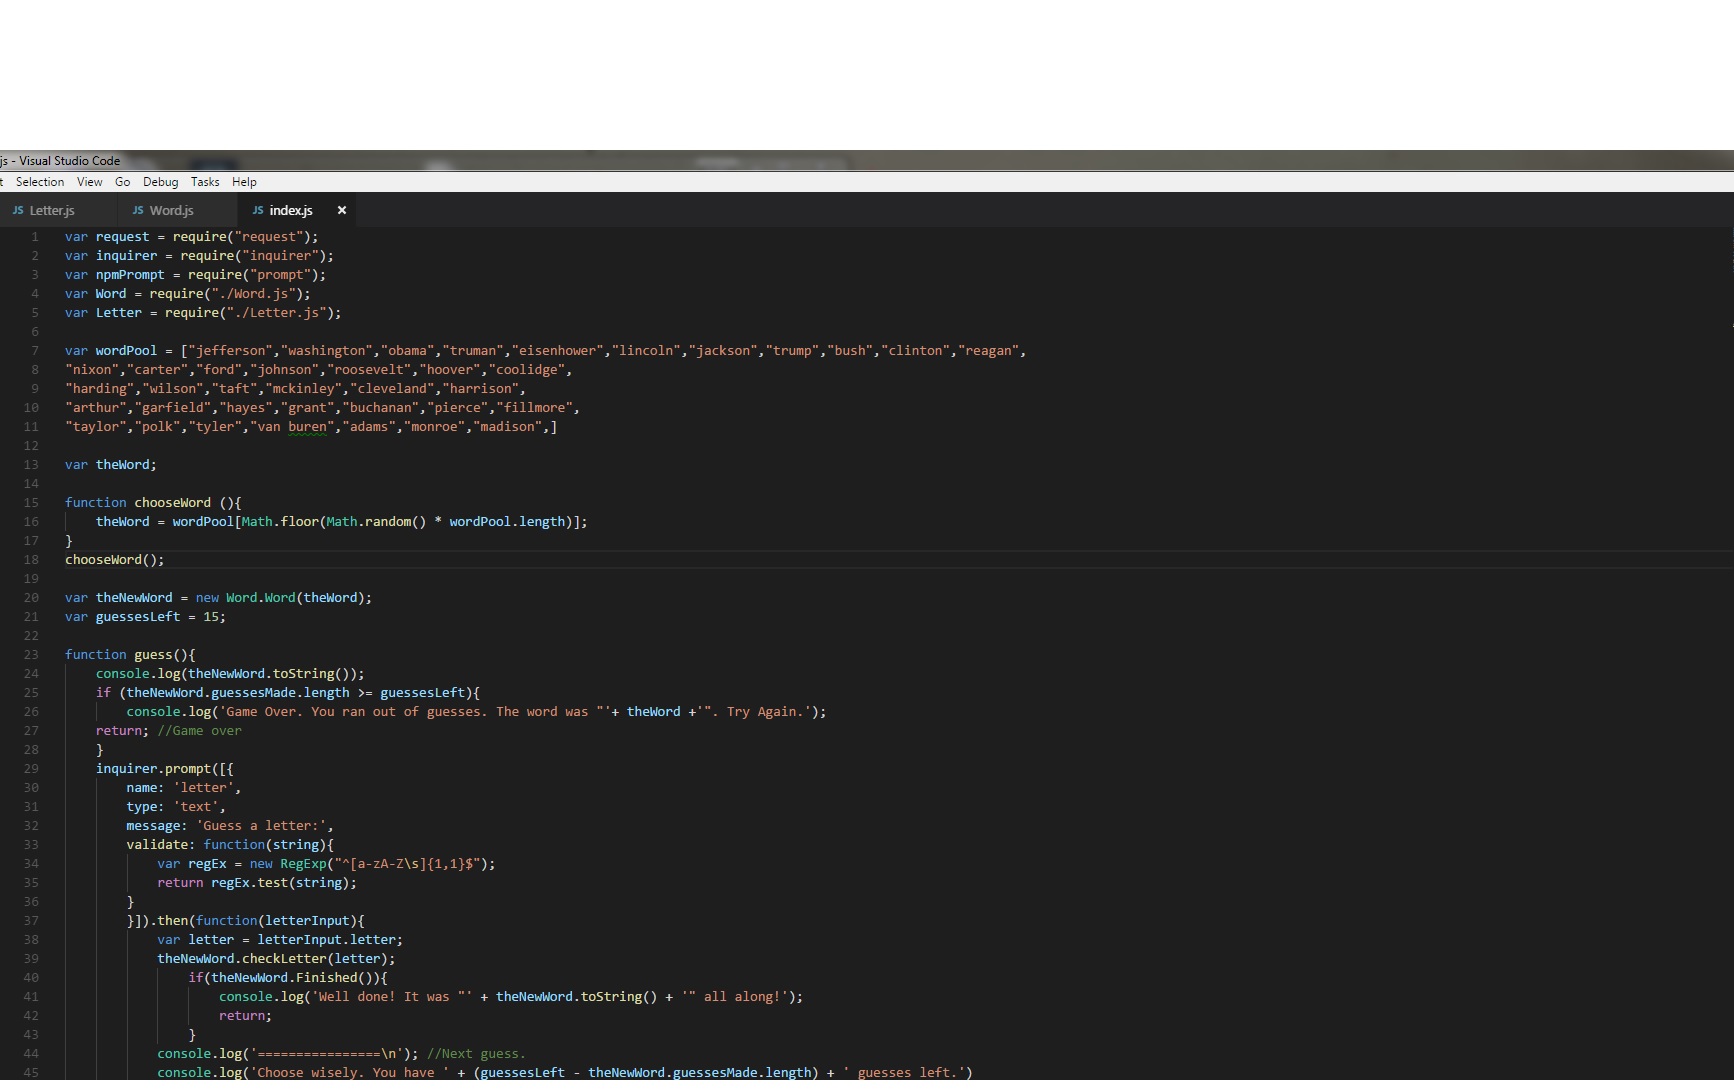 js - Visual Studio Code
t Selection View Go Debug Tasks Help
JS Letter.js JS Word.js JS index.js ×
1 var request = require("request");
2 var inquirer = require("inquirer");
3 var npmPrompt = require("prompt");
4 var Word = require("./Word.js");
5 var Letter = require("./Letter.js");
6
7 var wordPool = ["jefferson","washington","obama","truman","eisenhower","lincoln","jackson","trump","bush","clinton","reagan",
8 "nixon","carter","ford","johnson","roosevelt","hoover","coolidge",
9 "harding","wilson","taft","mckinley","cleveland","harrison",
10 "arthur","garfield","hayes","grant","buchanan","pierce","fillmore",
11 "taylor","polk","tyler","van buren","adams","monroe","madison",]
12
13 var theWord;
14
15 function chooseWord (){
16     theWord = wordPool[Math.floor(Math.random() * wordPool.length)];
17 }
18 chooseWord();
19
20 var theNewWord = new Word.Word(theWord);
21 var guessesLeft = 15;
22
23 function guess(){
24     console.log(theNewWord.toString());
25     if (theNewWord.guessesMade.length >= guessesLeft){
26         console.log('Game Over. You ran out of guesses. The word was "'+ theWord +'". Try Again.');
27     return; //Game over
28     }
29     inquirer.prompt([{
30         name: 'letter',
31         type: 'text',
32         message: 'Guess a letter:',
33         validate: function(string){
34             var regEx = new RegExp("^[a-zA-Z\s]{1,1}$");
35             return regEx.test(string);
36         }
37         }]).then(function(letterInput){
38             var letter = letterInput.letter;
39             theNewWord.checkLetter(letter);
40                 if(theNewWord.Finished()){
41                     console.log('Well done! It was "' + theNewWord.toString() + '" all along!');
42                     return;
43                 }
44             console.log('================\n'); //Next guess.
45             console.log('Choose wisely. You have ' + (guessesLeft - theNewWord.guessesMade.length) + ' guesses left.')